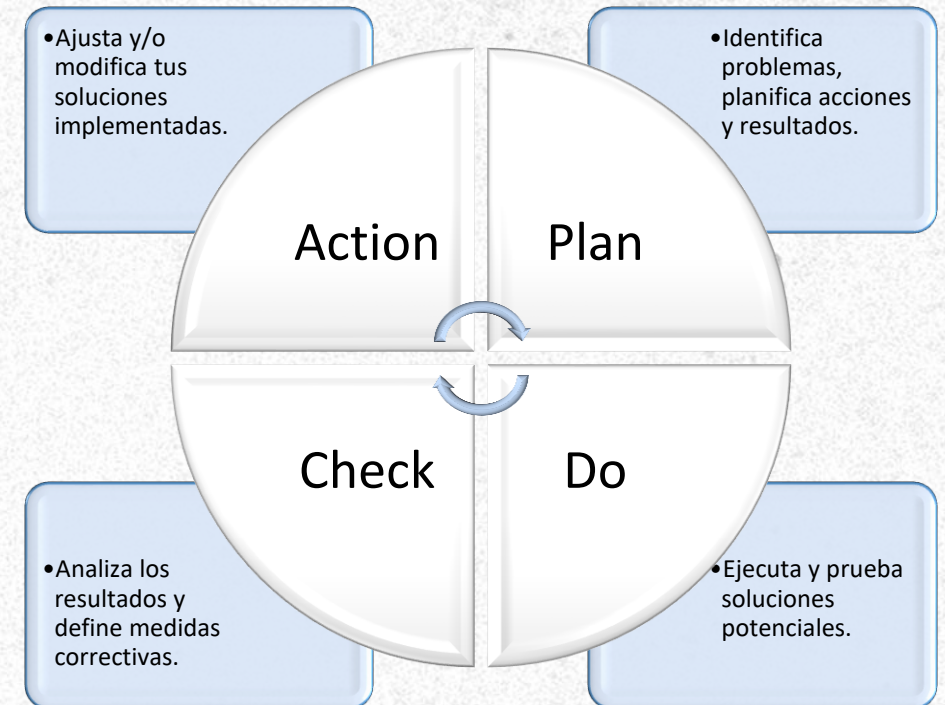 •Ajusta y/o
modifica tus
soluciones
implementadas.
•Identifica
problemas,
planifica acciones
y resultados.
Action
Plan
Check
Do
•Analiza los
resultados y
define medidas
correctivas.
•Ejecuta y prueba
soluciones
potenciales.